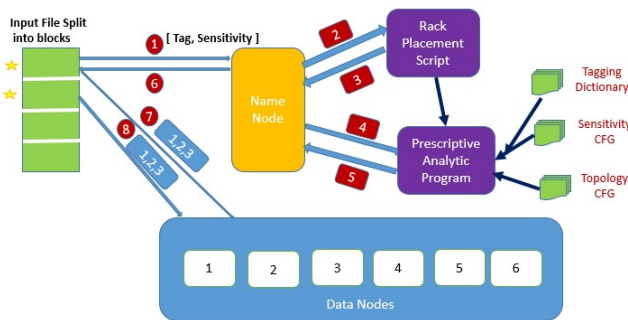 Input File Split
into blocks
1
[ Tag, Sensitivity ]
6
2
3
Rack
Placement
Script
Name
Node
4
5
Prescriptive
Analytic
Program
Tagging
Dictionary
Sensitivity
CFG
Topology
CFG
7
8
1,2,3
1,2,3
1
2
3
4
5
6
Data Nodes